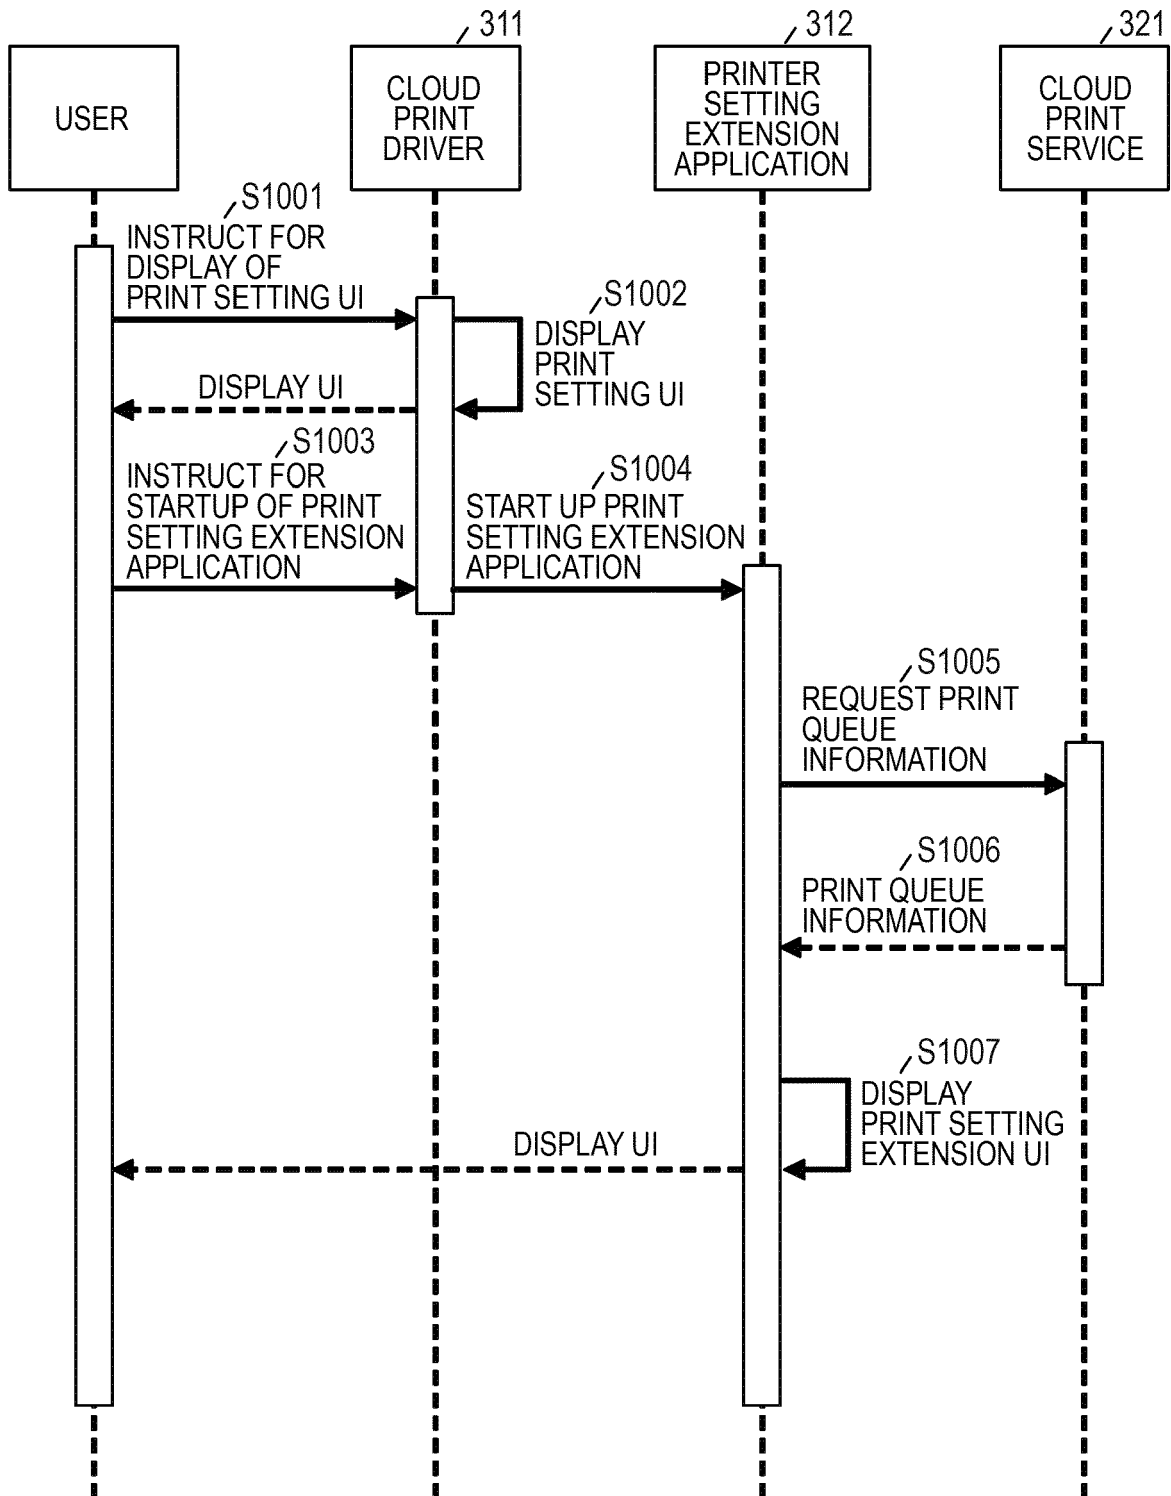 311
312
321
USER
CLOUD
PRINT
DRIVER
PRINTER
SETTING
EXTENSION
APPLICATION
CLOUD
PRINT
SERVICE
S1001
INSTRUCT FOR
DISPLAY OF
PRINT SETTING UI
S1002
DISPLAY
PRINT
SETTING UI
DISPLAY UI
S1003
INSTRUCT FOR
STARTUP OF PRINT
SETTING EXTENSION
APPLICATION
S1004
START UP PRINT
SETTING EXTENSION
APPLICATION
S1005
REQUEST PRINT
QUEUE
INFORMATION
S1006
PRINT QUEUE
INFORMATION
S1007
DISPLAY
PRINT SETTING
EXTENSION UI
DISPLAY UI